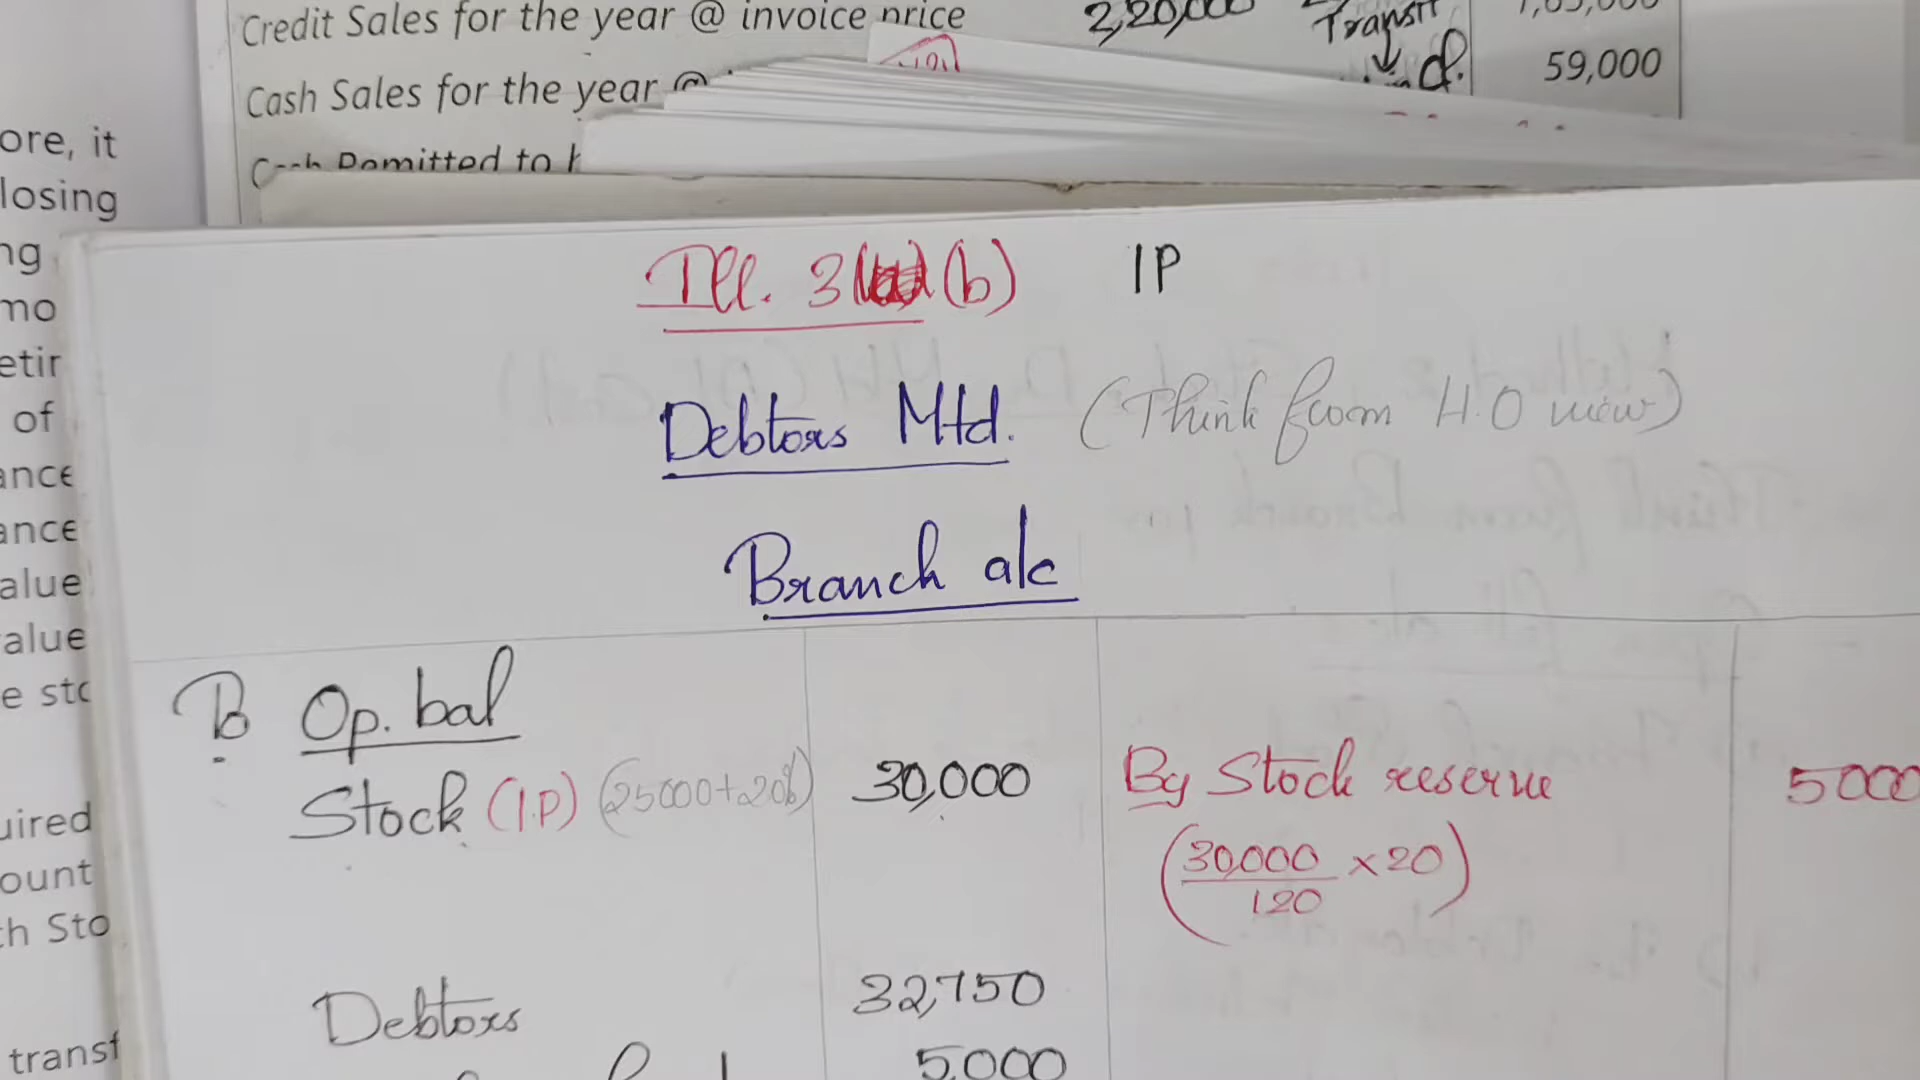 Credit Sales for the year @ invoice price 2,20,000
Transit
Cash Sales for the year @
cf. 59,000
ore, it
losing
ng
mo
etir
of
ance
ance
alue
alue
e sto
uired
ount
ch Sto
transf
Ill. 3 (b) IP
Debtors Mtd. (Think from H.O view)
Branch a/c
To Op. bal
Stock (I.P) (25000+20%) 30,000 By Stock reserve 5000
(30,000/120 ×20)
Debtors 32,750
5,000